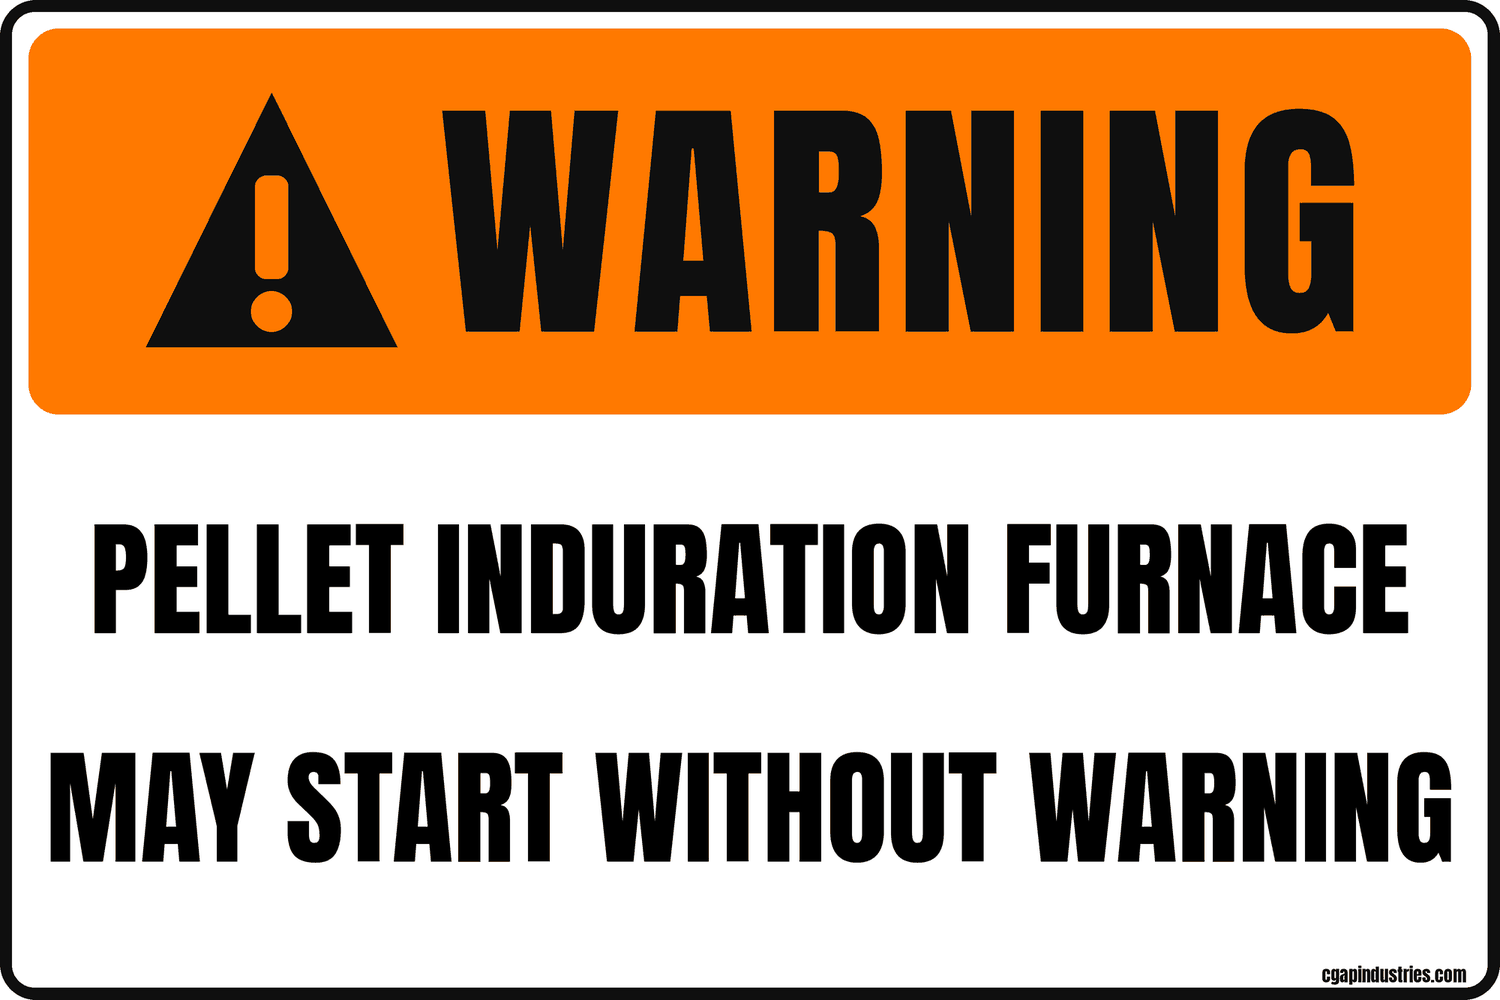 WARNING
PELLET INDURATION FURNACE
MAY START WITHOUT WARNING
cgapindustries.com